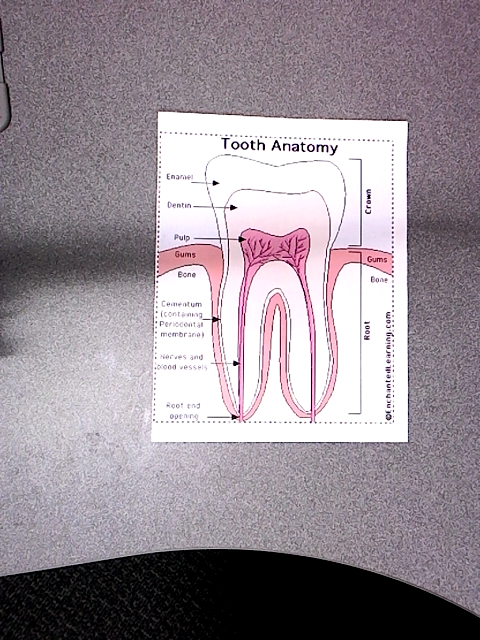 Tooth Anatomy
Enamel
Dentin
Pulp
Gums
Bone
Cementum
(containing
Periodontal
membrane)
Nerves and
blood vessels
Root end
opening
Crown
Gums
Bone
Root
©EnchantedLearning.com